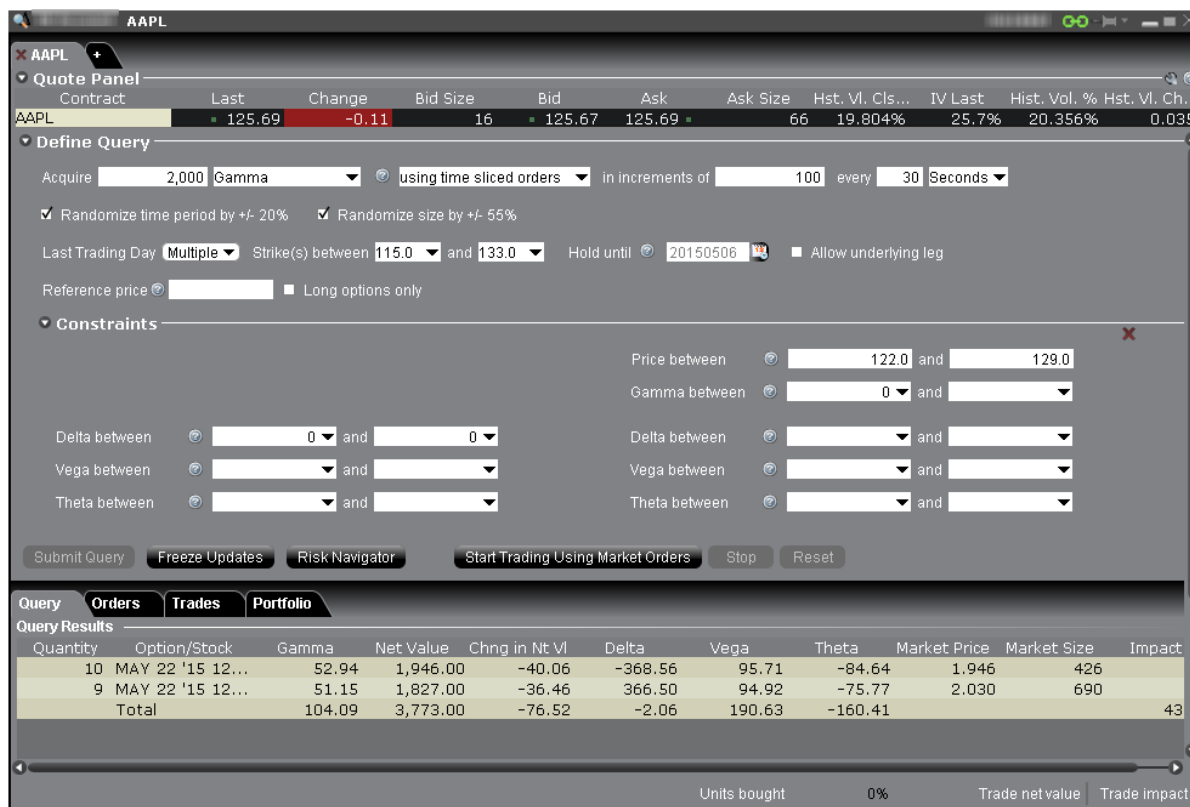 AAPL
AAPL +
Quote Panel
Contract Last Change Bid Size Bid Ask Ask Size Hst. Vl. Cls... IV Last Hist. Vol. % Hst. Vl. Ch.
AAPL 125.69 -0.11 16 125.67 125.69 66 19.804% 25.7% 20.356% 0.035
Define Query
Acquire 2,000 Gamma using time sliced orders in increments of 100 every 30 Seconds
Randomize time period by +/- 20% Randomize size by +/- 55%
Last Trading Day Multiple Strike(s) between 115.0 and 133.0 Hold until 20150506 Allow underlying leg
Reference price Long options only
Constraints
Price between 122.0 and 129.0
Gamma between 0 and
Delta between 0 and 0 Delta between and
Vega between and Vega between and
Theta between and Theta between and
Submit Query Freeze Updates Risk Navigator Start Trading Using Market Orders Stop Reset
Query Orders Trades Portfolio
Query Results
Quantity Option/Stock Gamma Net Value Chng in Nt Vl Delta Vega Theta Market Price Market Size Impact
10 MAY 22 '15 12... 52.94 1,946.00 -40.06 -368.56 95.71 -84.64 1.946 426
9 MAY 22 '15 12... 51.15 1,827.00 -36.46 366.50 94.92 -75.77 2.030 690
Total 104.09 3,773.00 -76.52 -2.06 190.63 -160.41 43
Units bought 0% Trade net value Trade impact